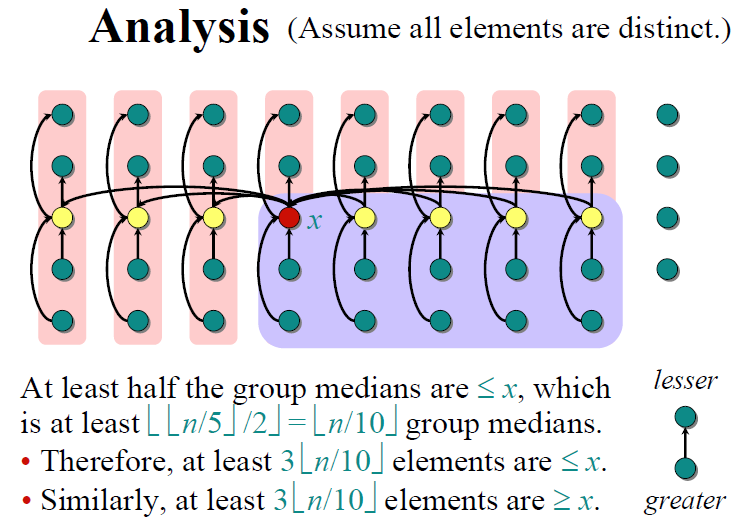 Analysis (Assume all elements are distinct.)
x
At least half the group medians are ≤ x, which
is at least ⌊⌊n/5⌋/2⌋ = ⌊n/10⌋ group medians.
• Therefore, at least 3⌊n/10⌋ elements are ≤ x.
• Similarly, at least 3⌊n/10⌋ elements are ≥ x.
lesser
greater